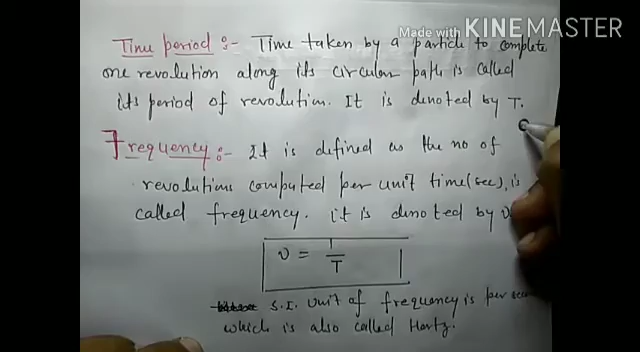 Made with KINEMASTER
Time period :- Time taken by a particle to complete
one revolution along its circular path is called
its period of revolution. It is denoted by T.
Frequency :- It is defined as the no of
revolutions computed per unit time (sec), is
called frequency. it is denoted by ν
ν = 1/T
S.I. Unit of frequency is per
which is also called Hertz.